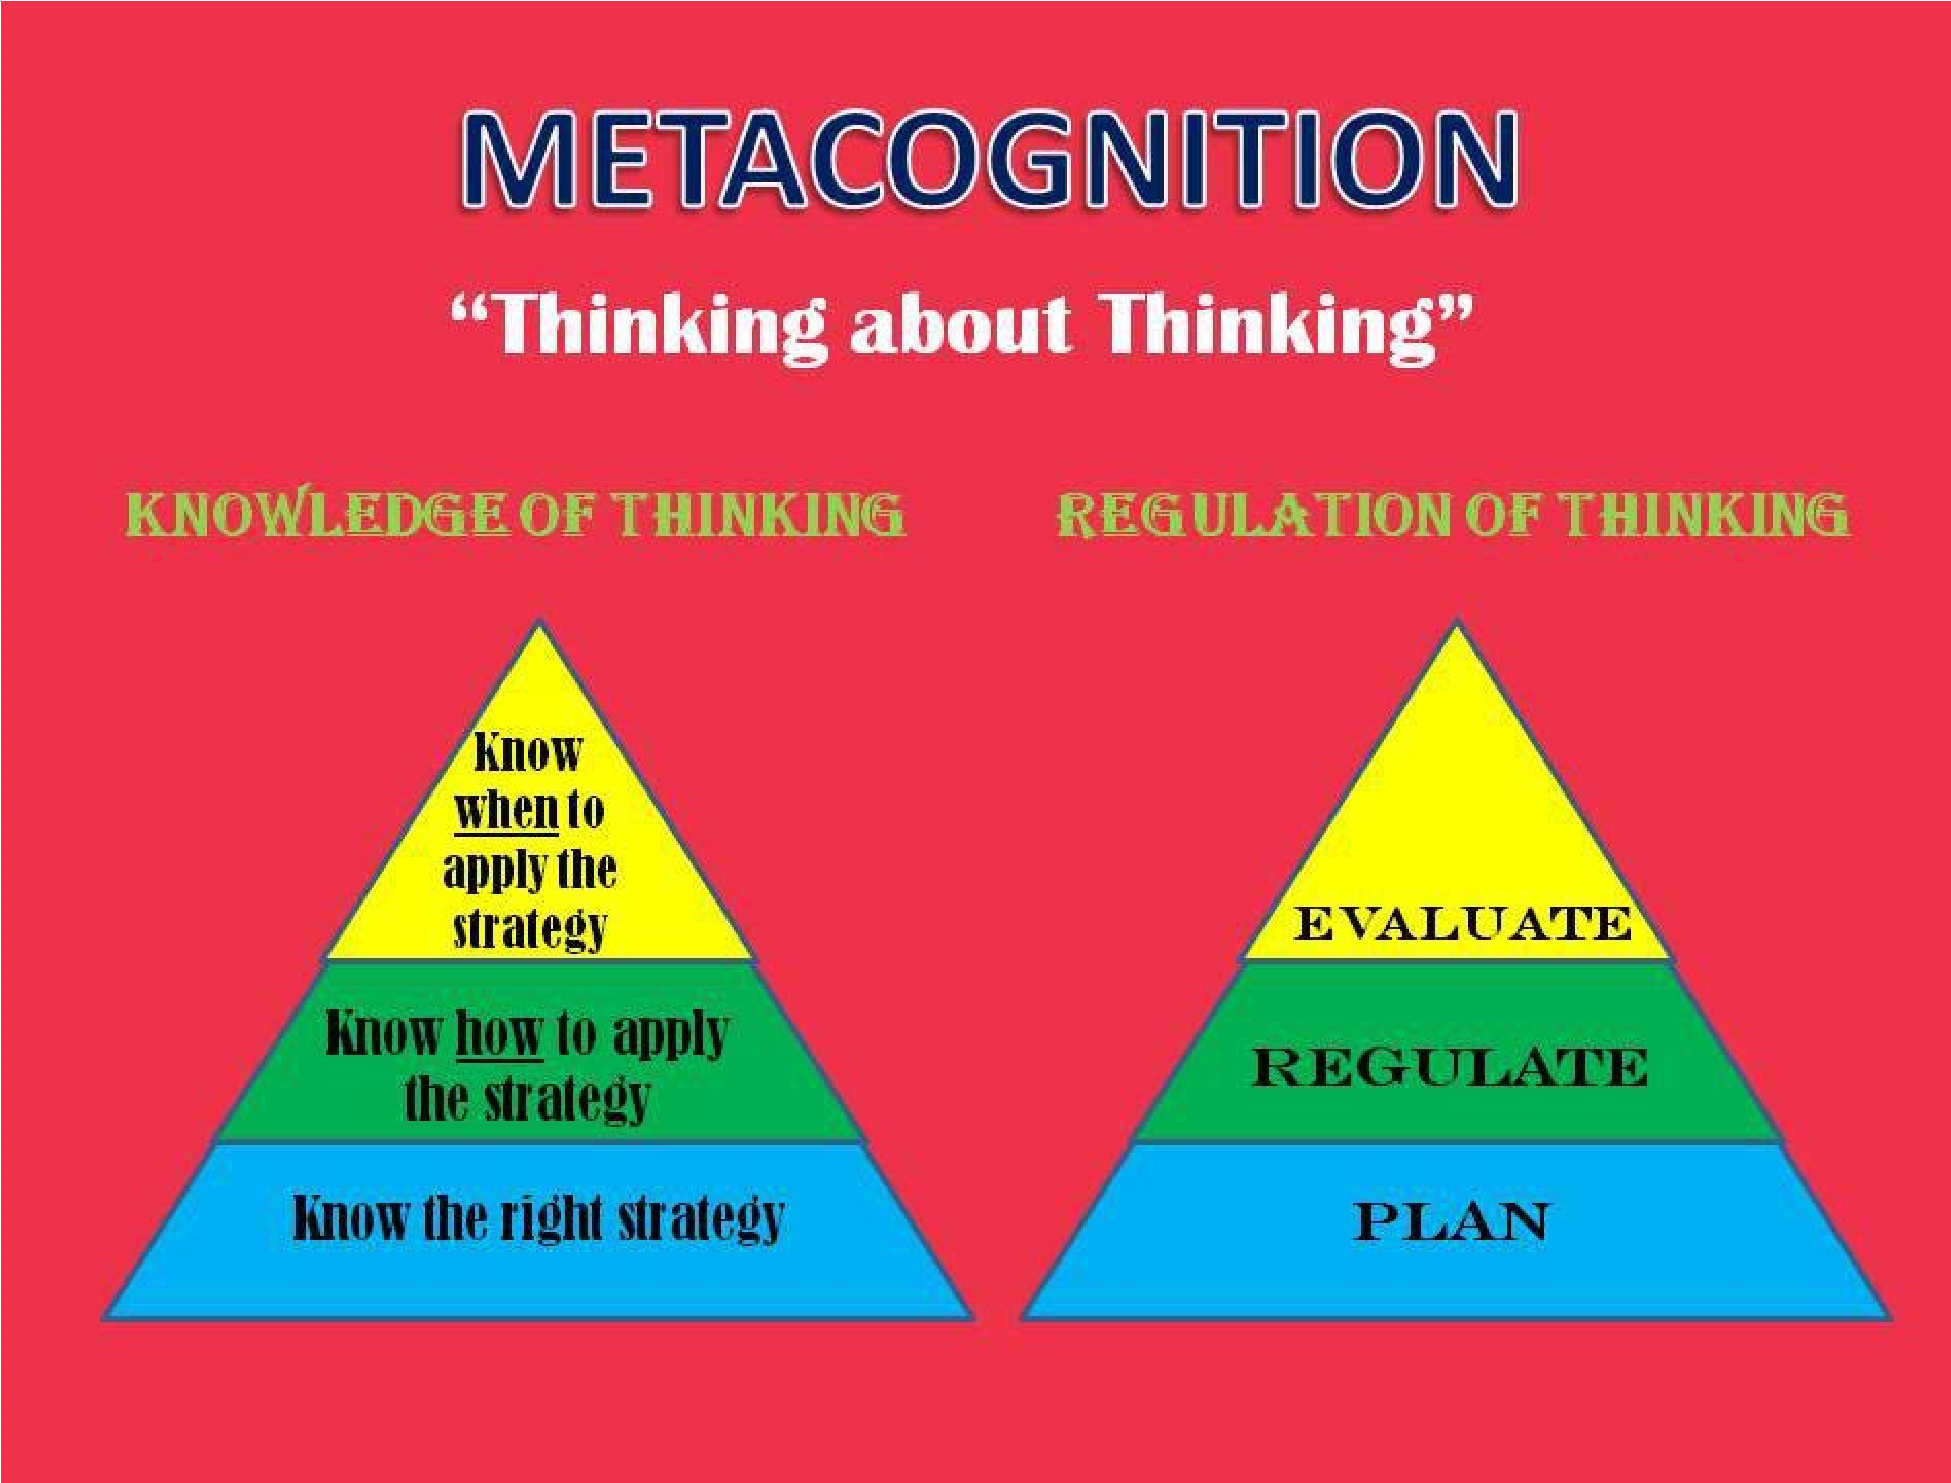 METACOGNITION
“Thinking about Thinking”
KNOWLEDGE OF THINKING
REGULATION OF THINKING
Know
when to
apply the
strategy
Know how to apply
the strategy
Know the right strategy
EVALUATE
REGULATE
PLAN